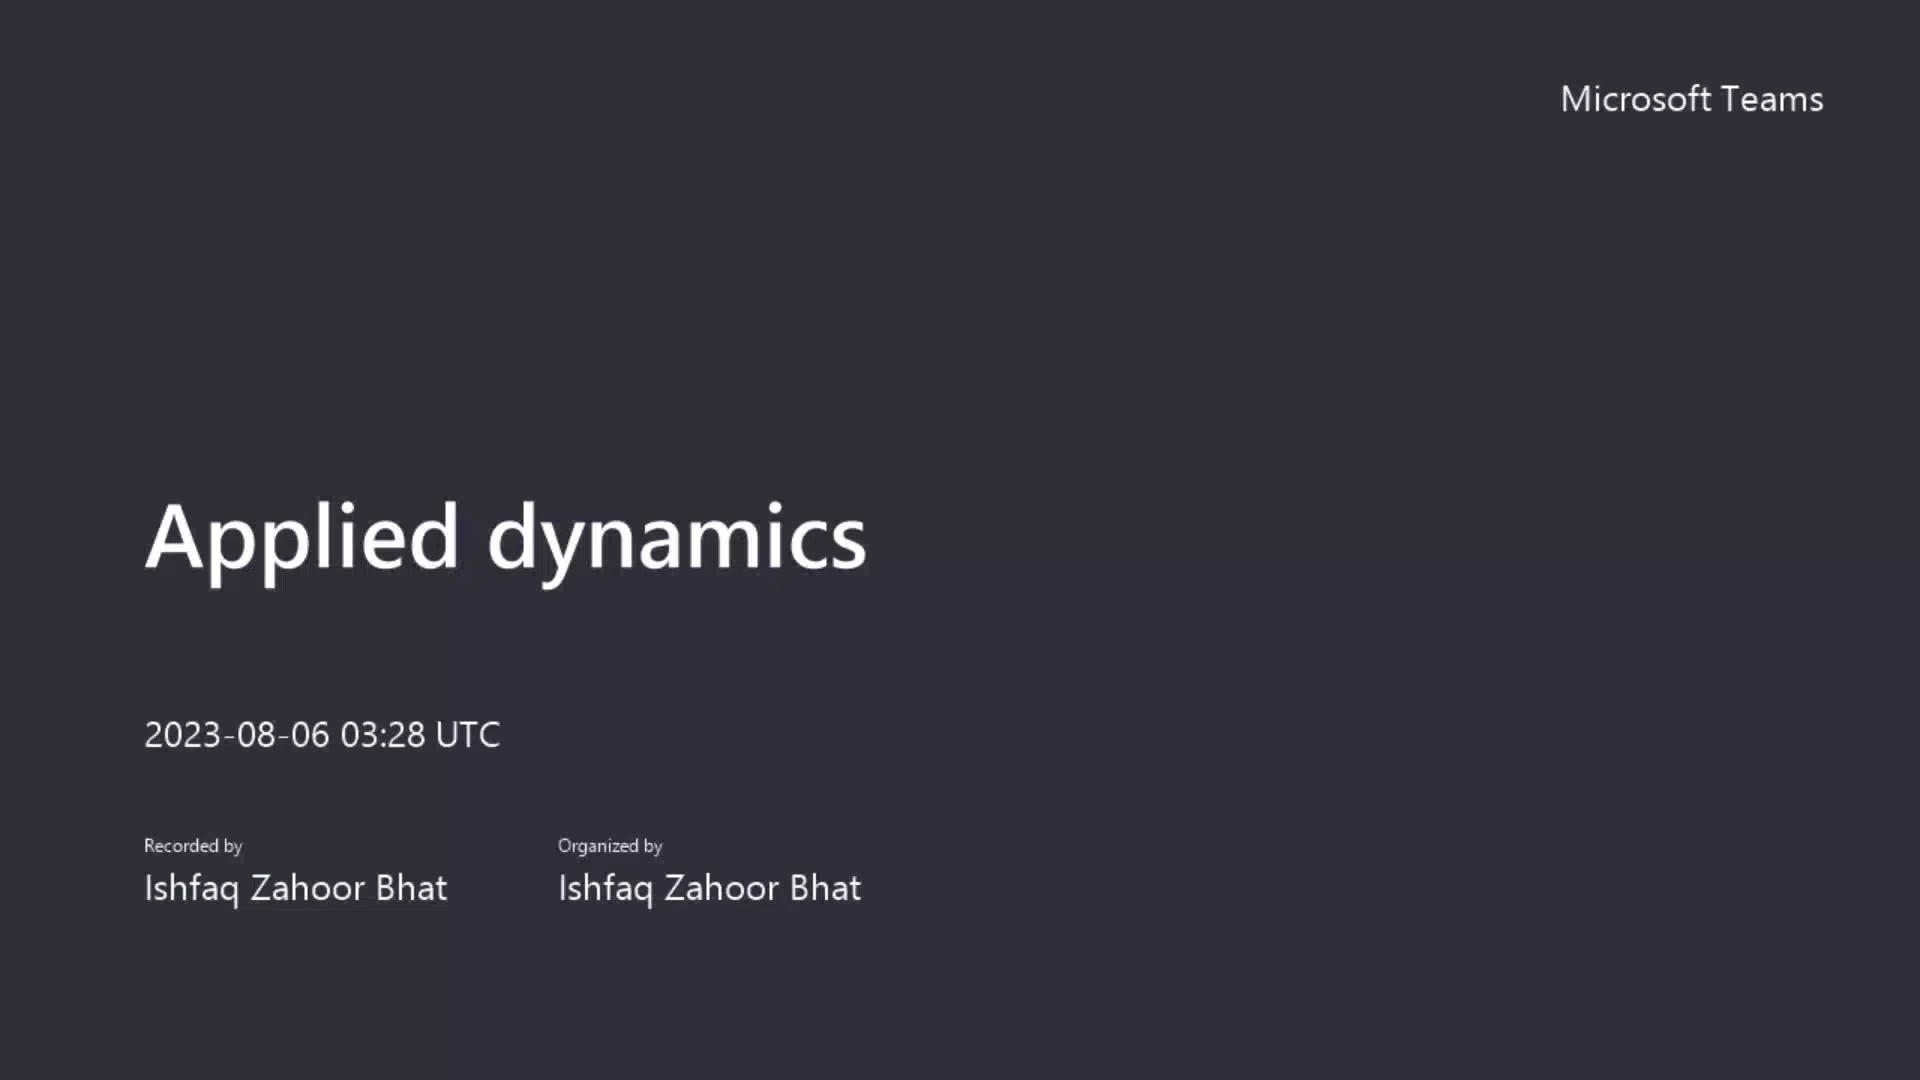 Microsoft Teams
Applied dynamics
2023-08-06 03:28 UTC
Recorded by
Ishfaq Zahoor Bhat
Organized by
Ishfaq Zahoor Bhat